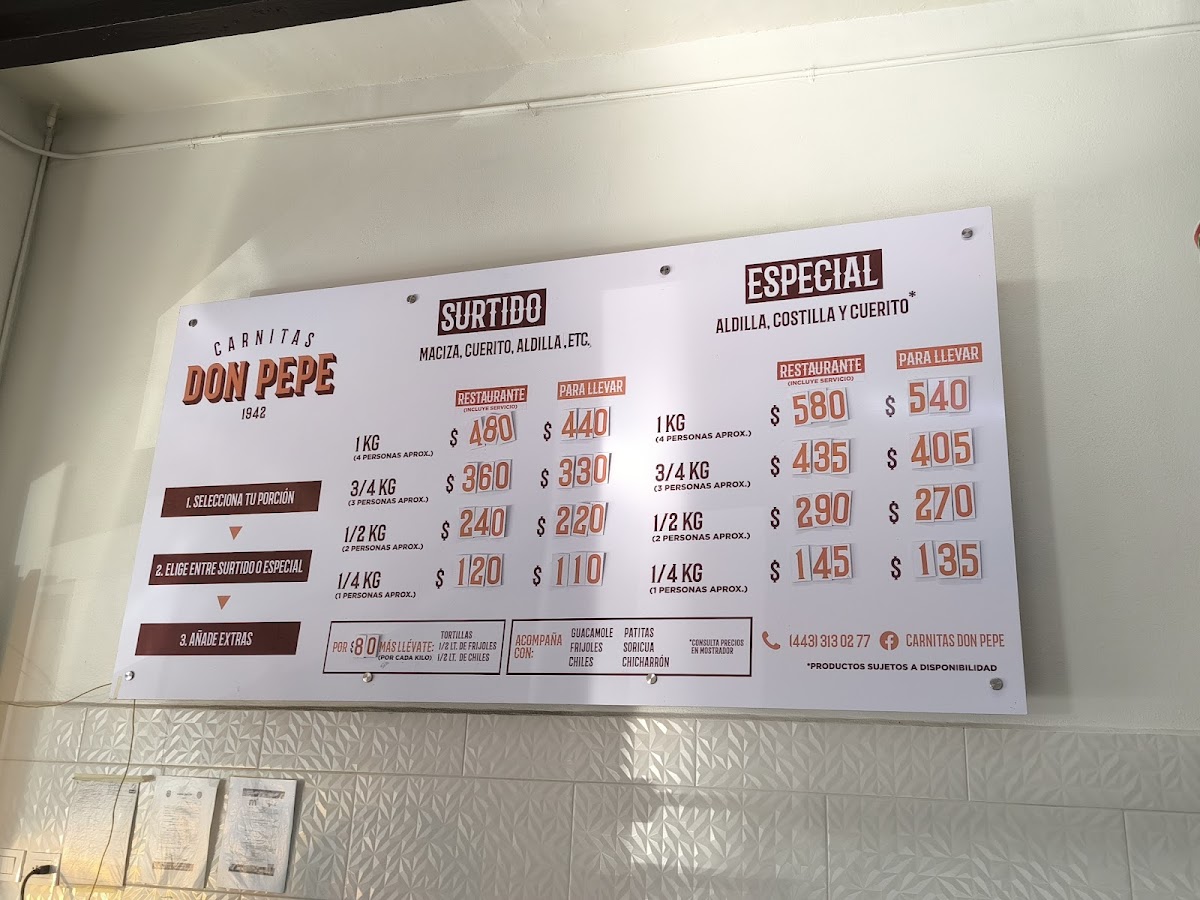 CARNITAS
DON PEPE
1942
1. SELECCIONA TU PORCIÓN
2. ELIGE ENTRE SURTIDO O ESPECIAL
3. AÑADE EXTRAS
SURTIDO
MACIZA, CUERITO, ALDILLA ,ETC.
RESTAURANTE PARA LLEVAR
(INCLUYE SERVICIO)
1 KG $ 480 $ 440
(4 PERSONAS APROX.)
3/4 KG $ 360 $ 330
(3 PERSONAS APROX.)
1/2 KG $ 240 $ 220
(2 PERSONAS APROX.)
1/4 KG $ 120 $ 110
(1 PERSONAS APROX.)
ESPECIAL
ALDILLA, COSTILLA Y CUERITO*
RESTAURANTE PARA LLEVAR
(INCLUYE SERVICIO)
1 KG $ 580 $ 540
(4 PERSONAS APROX.)
3/4 KG $ 435 $ 405
(3 PERSONAS APROX.)
1/2 KG $ 290 $ 270
(2 PERSONAS APROX.)
1/4 KG $ 145 $ 135
(1 PERSONAS APROX.)
POR $80 MÁS LLÉVATE:
(POR CADA KILO)
TORTILLAS
1/2 LT. DE FRIJOLES
1/2 LT. DE CHILES
ACOMPAÑA
CON:
GUACAMOLE
FRIJOLES
CHILES
PATITAS
SORICUA
CHICHARRÓN
*CONSULTA PRECIOS
EN MOSTRADOR
(443) 313 02 77 CARNITAS DON PEPE
*PRODUCTOS SUJETOS A DISPONIBILIDAD